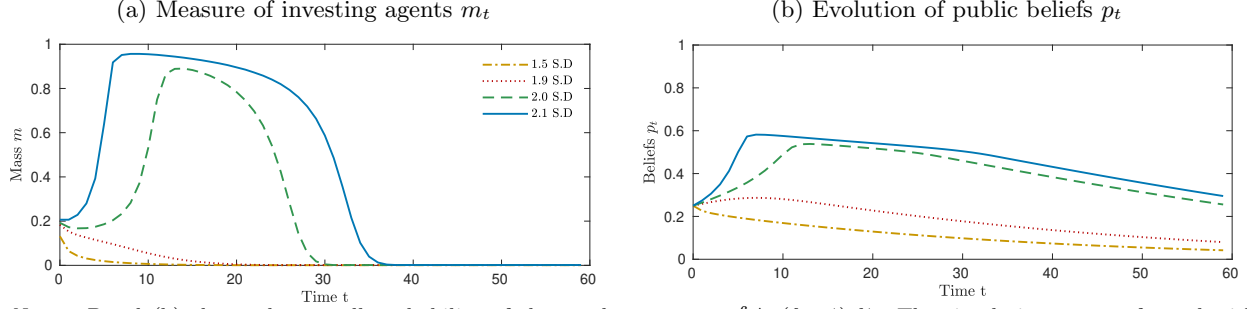 (a) Measure of investing agents m_t
(b) Evolution of public beliefs p_t
1
0.8
0.6
0.4
0.2
0
0
10
20
30
40
50
60
Mass m
Time t
1.5 S.D
1.9 S.D
2.0 S.D
2.1 S.D
1
0.8
0.6
0.4
0.2
0
0
10
20
30
40
50
60
Beliefs p_t
Time t